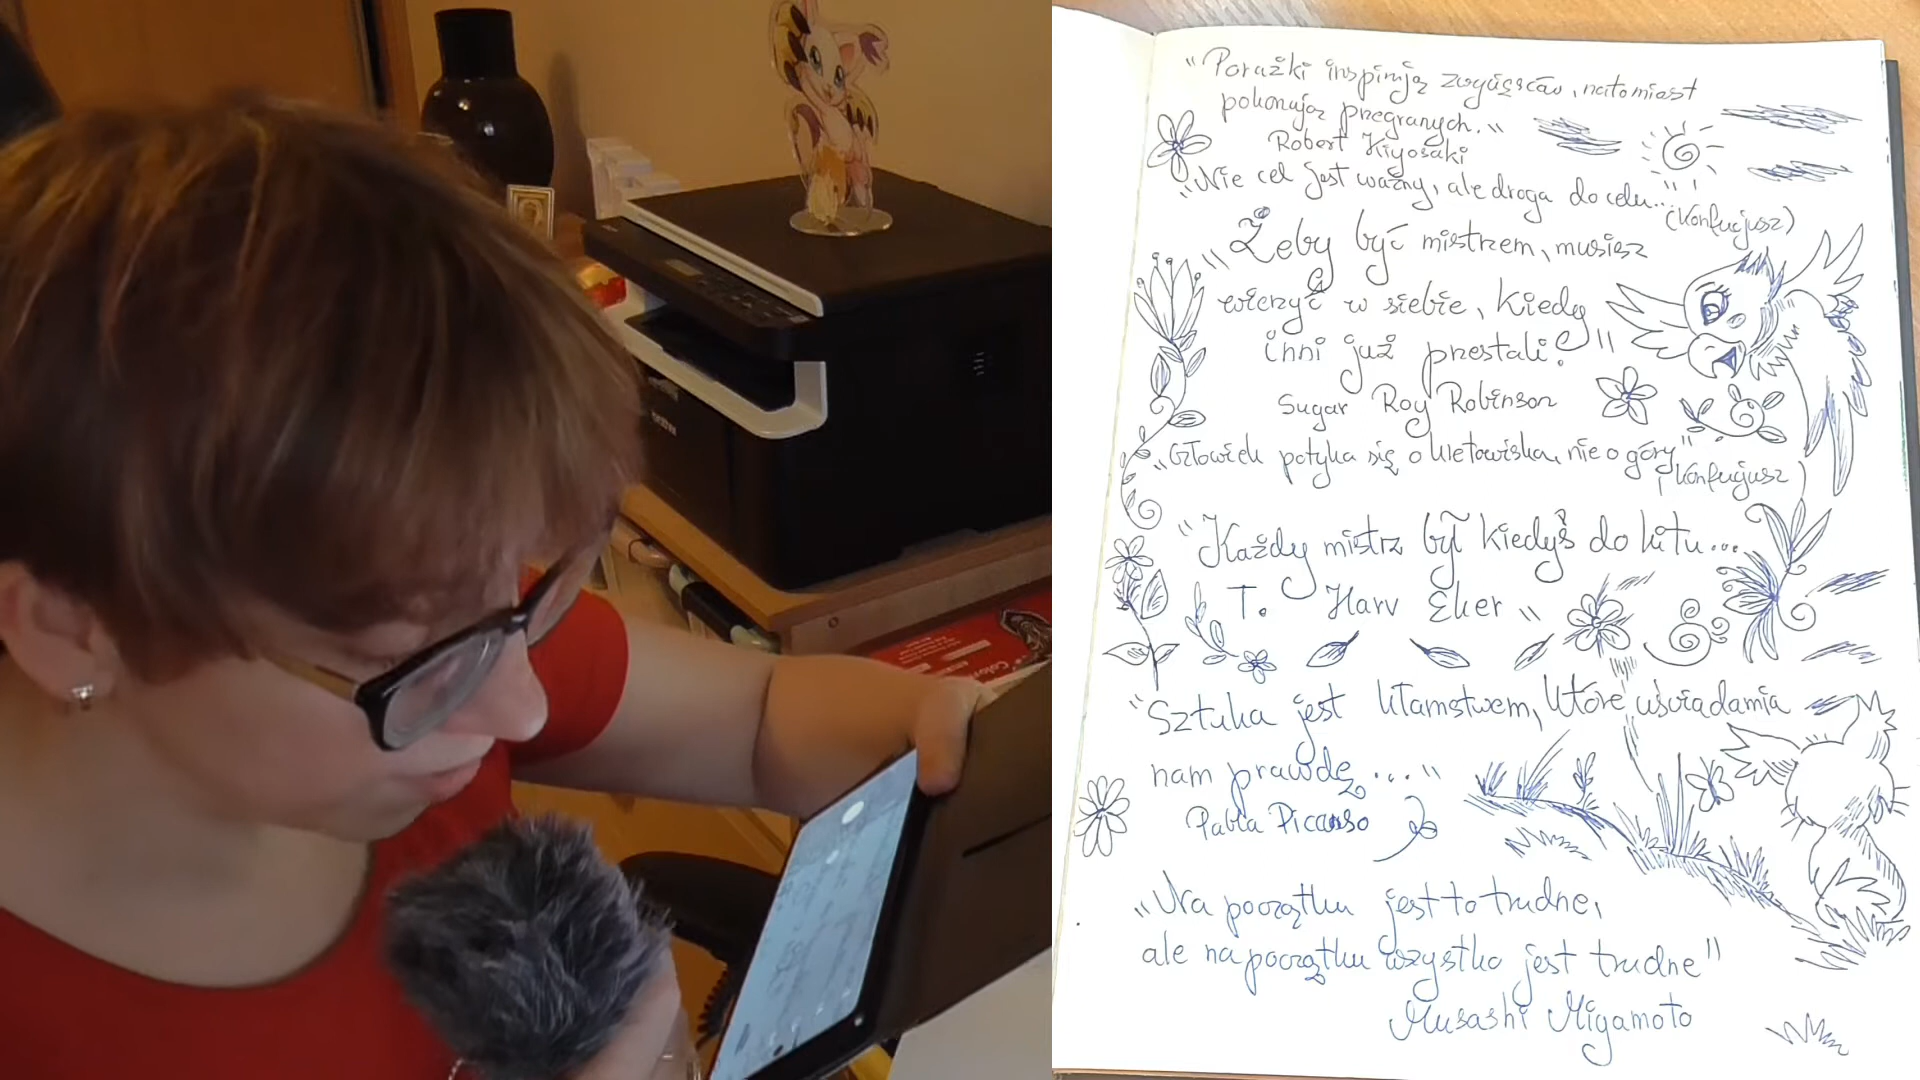 "Porażki inspirują zwycięzców, natomiast
pokonują przegranych."
Robert Kiyosaki
"Nie cel jest ważny, ale droga do celu..."
(Konfucjusz)
"Żeby być mistrzem, musisz
wierzyć w siebie, kiedy
inni już przestali!"
Sugar Roy Robinson
"Człowiek potyka się o kretowiska, nie o góry"
(Konfucjusz)
"Każdy mistrz był kiedyś do kitu...
T. Harv Eker"
"Sztuka jest kłamstwem, które uświadamia
nam prawdę..."
Pabla Picasso
"Na początku jest to trudne,
ale na początku wszystko jest trudne"
Musashi Miyamoto